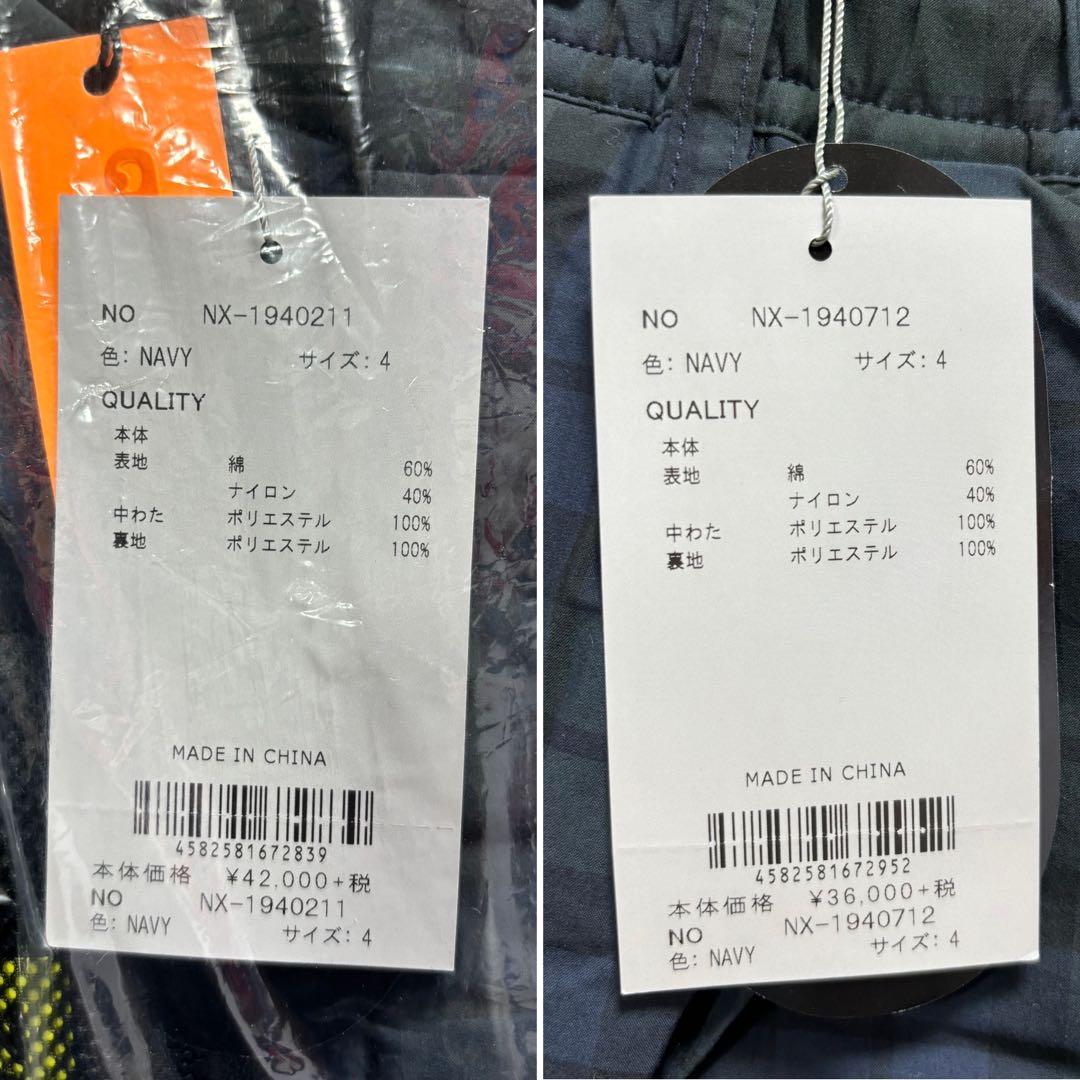 NO NX-1940211
色: NAVY サイズ: 4
QUALITY
本体
表地 綿 60%
ナイロン 40%
中わた ポリエステル 100%
裏地 ポリエステル 100%
MADE IN CHINA
4582581672839
本体価格 ¥42,000+税
NO NX-1940211
色: NAVY サイズ: 4
NO NX-1940712
色: NAVY サイズ: 4
QUALITY
本体
表地 綿 60%
ナイロン 40%
中わた ポリエステル 100%
裏地 ポリエステル 100%
MADE IN CHINA
4582581672952
本体価格 ¥36,000+税
NO NX-1940712
色: NAVY サイズ: 4